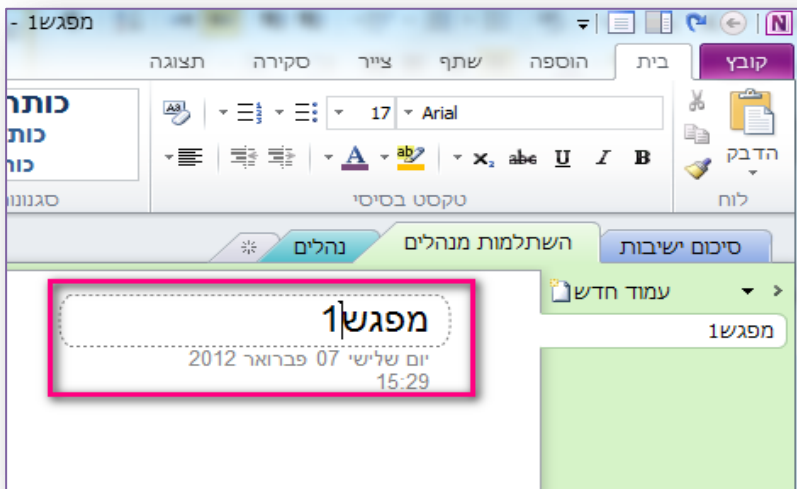 מפגש1 -
קובץ בית הוספה שתף צייר סקירה תצוגה
הדבק
לוח
Arial 17
B I U abc x₂ ab A
טקסט בסיסי
סיכום ישיבות השתלמות מנהלים נהלים
עמוד חדש
מפגש1
מפגש1
יום שלישי 07 פברואר 2012
15:29